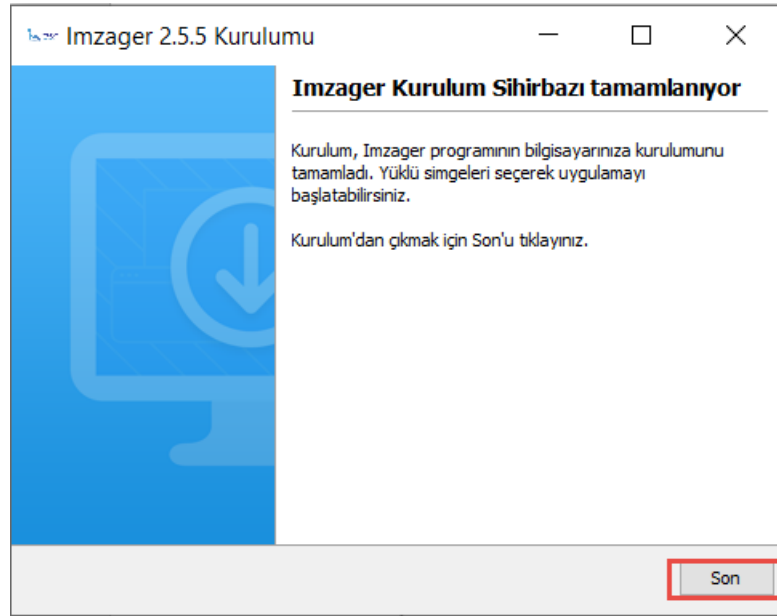 Imzager 2.5.5 Kurulumu
Imzager Kurulum Sihirbazı tamamlanıyor
Kurulum, Imzager programının bilgisayarınıza kurulumunu
tamamladı. Yüklü simgeleri seçerek uygulamayı
başlatabilirsiniz.
Kurulum'dan çıkmak için Son'u tıklayınız.
Son